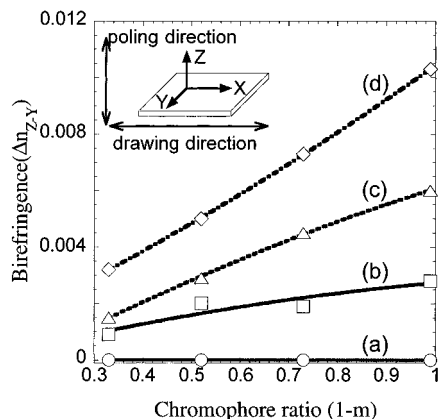 0.012
poling direction
Z
X
Y
drawing direction
(d)
0.008
(c)
0.004
(b)
(a)
0
0.3 0.4 0.5 0.6 0.7 0.8 0.9 1
Birefringence(Δn_{Z-Y})
Chromophore ratio (1-m)